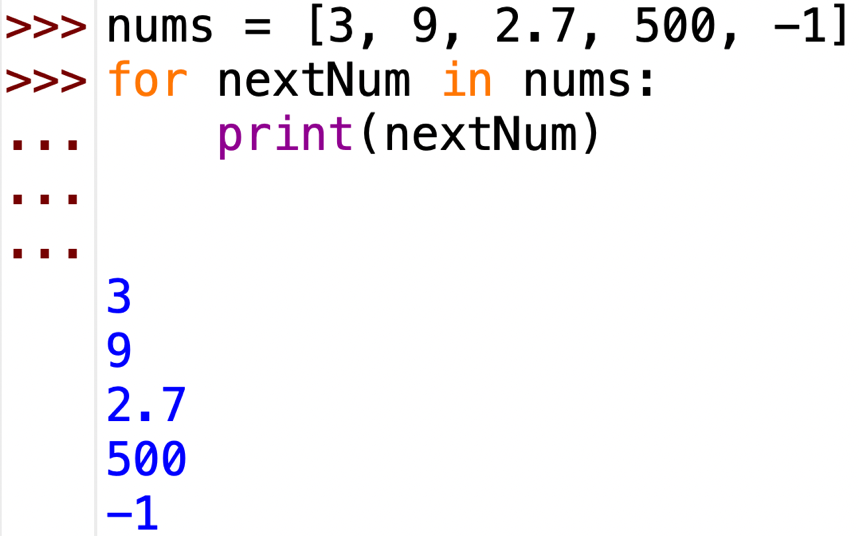 >>> nums = [3, 9, 2.7, 500, -1]
>>> for nextNum in nums:
...     print(nextNum)
...
...
3
9
2.7
500
-1